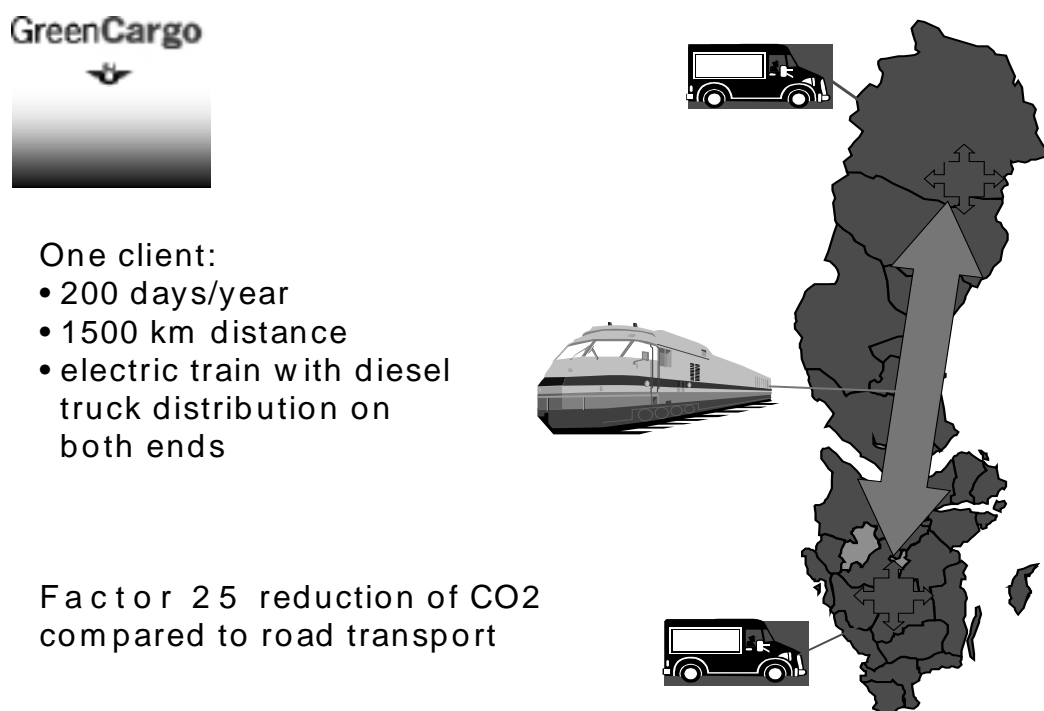 GreenCargo
One client:
• 200 days/year
• 1500 km distance
• electric train with diesel
truck distribution on
both ends
Factor 25 reduction of CO2
compared to road transport